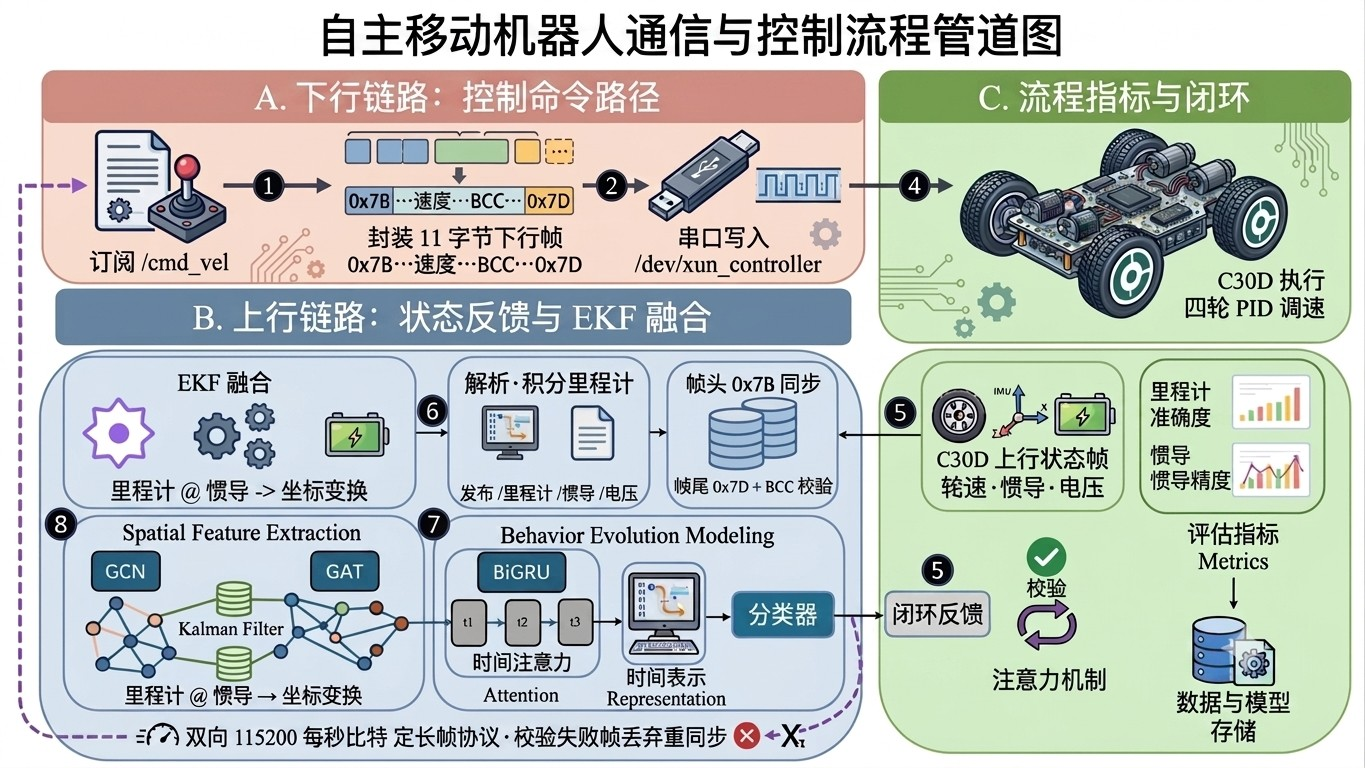 自主移动机器人通信与控制流程管道图
A. 下行链路：控制命令路径
1
2
0x7B
···速度···BCC···
0x7D
订阅 /cmd_vel
封装 11 字节下行帧
0x7B···速度···BCC···0x7D
串口写入
/dev/xun_controller
C. 流程指标与闭环
4
C30D 执行
四轮 PID 调速
B. 上行链路：状态反馈与 EKF 融合
EKF 融合
里程计 @ 惯导 -> 坐标变换
6
解析·积分里程计
发布 /里程计 /惯导 /电压
帧头 0x7B 同步
帧尾 0x7D + BCC 校验
5
IMU
X
Σ
C30D 上行状态帧
轮速·惯导·电压
里程计
准确度
惯导
惯导精度
评估指标
Metrics
数据与模型
存储
8
Spatial Feature Extraction
GCN
GAT
Kalman Filter
里程计 @ 惯导 → 坐标变换
7
Behavior Evolution Modeling
BiGRU
t1
t2
t3
时间注意力
Attention
时间表示
Representation
分类器
5
闭环反馈
校验
注意力机制
双向 115200 每秒比特 定长帧协议·校验失败帧丢弃重同步